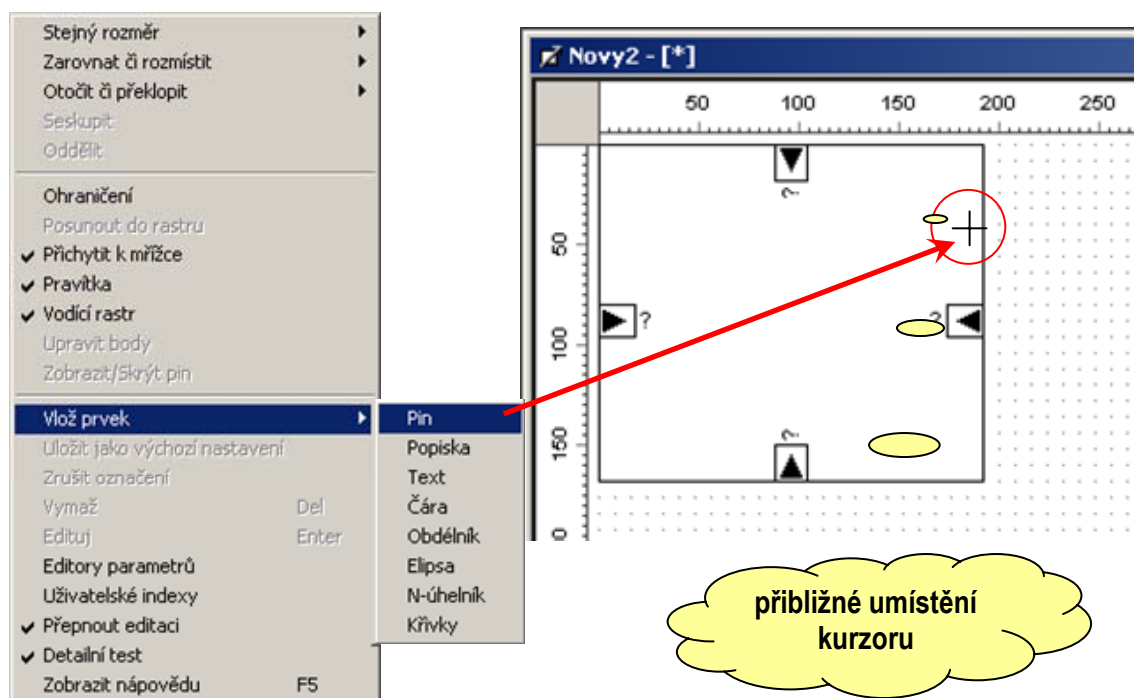 Stejný rozměr
Zarovnat či rozmístit
Otočit či překlopit
Seskupit
Oddělit
Ohraničení
Posunout do rastru
Přichytit k mřížce
Pravítka
Vodící rastr
Upravit body
Zobrazit/Skrýt pin
Vlož prvek
Uložit jako výchozí nastavení
Zrušit označení
Vymaž Del
Edituj Enter
Editory parametrů
Uživatelské indexy
Přepnout editaci
Detailní test
Zobrazit nápovědu F5
Pin
Popiska
Text
Čára
Obdélník
Elipsa
N-úhelník
Křivky
Novy2 - [*]
50 100 150 200 250
50
100
150
0
?
?
?
?
přibližné umístění
kurzoru